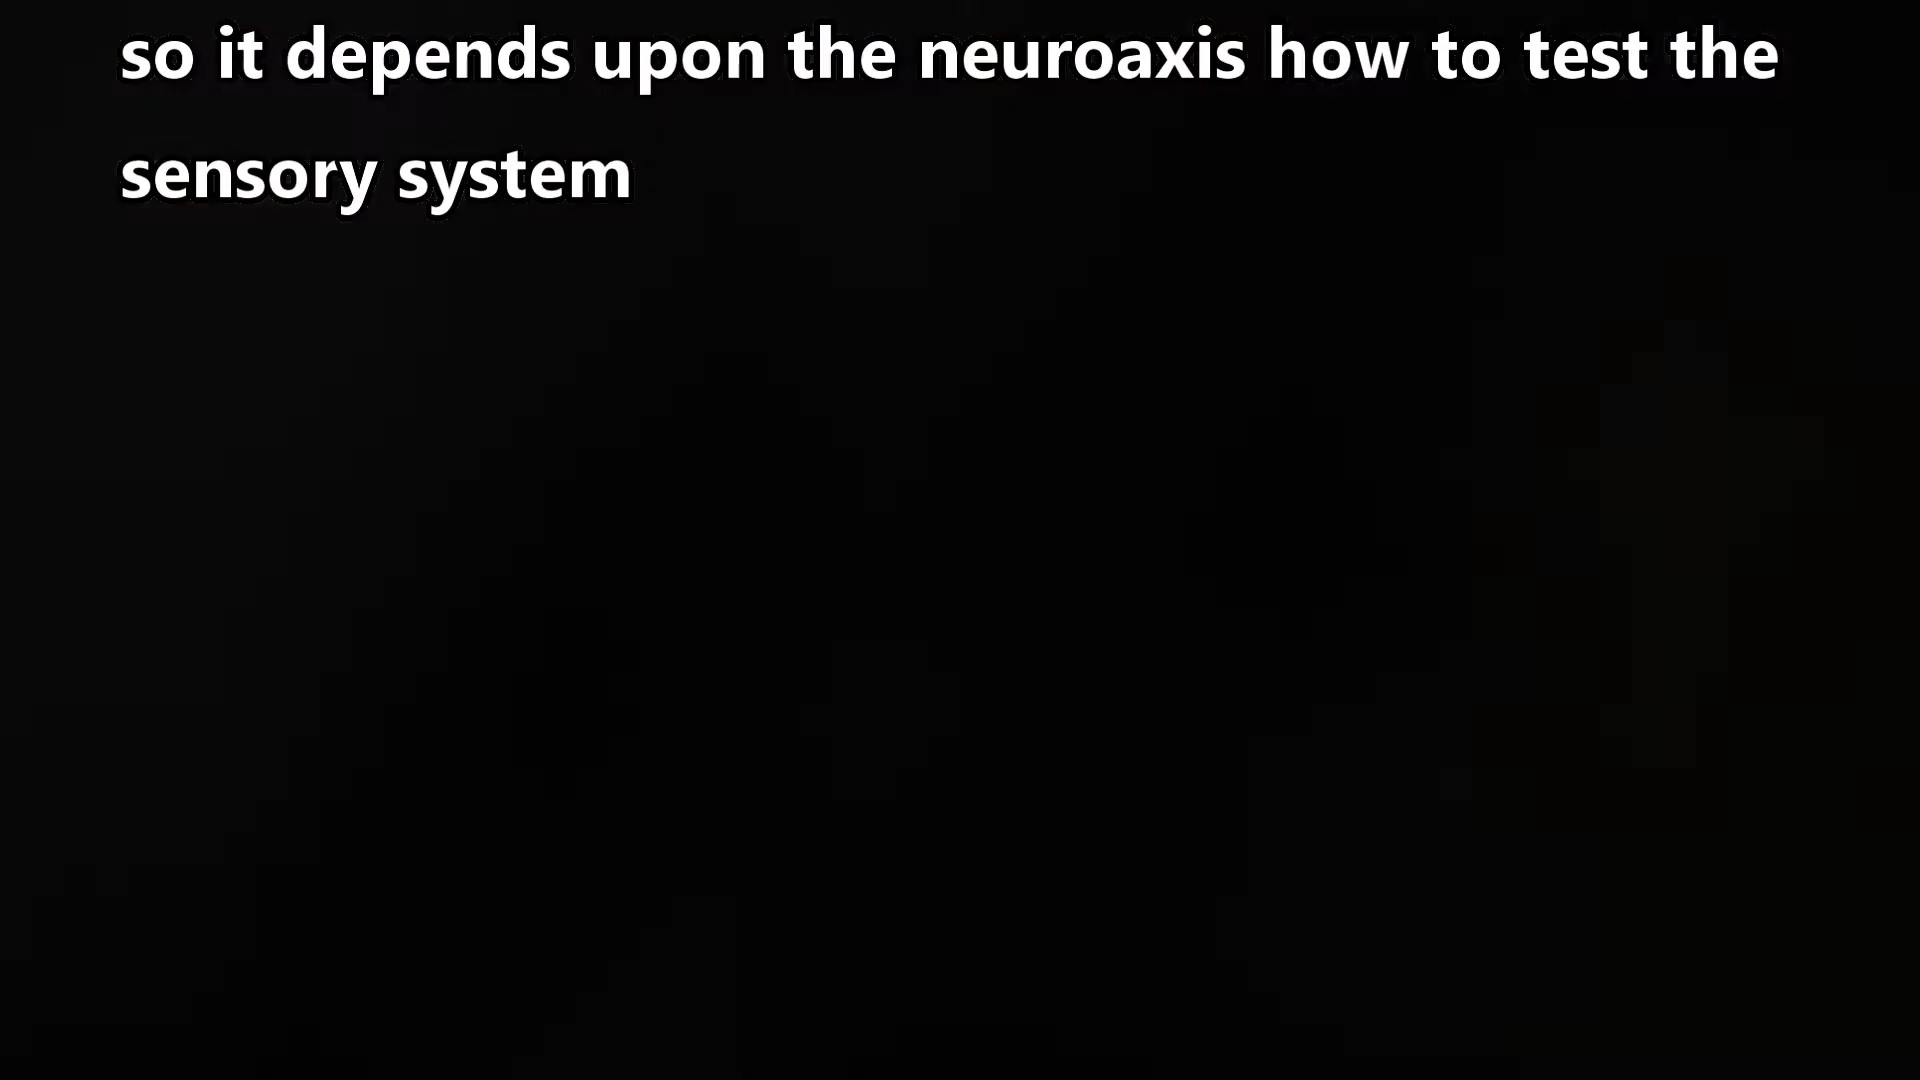 so it depends upon the neuroaxis how to test the
sensory system